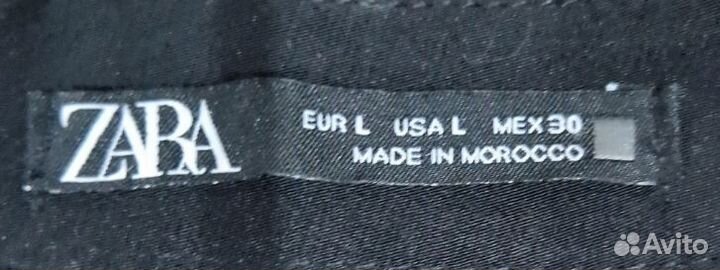 ZARA
EUR L USA L MEX 30
MADE IN MOROCCO
Avito